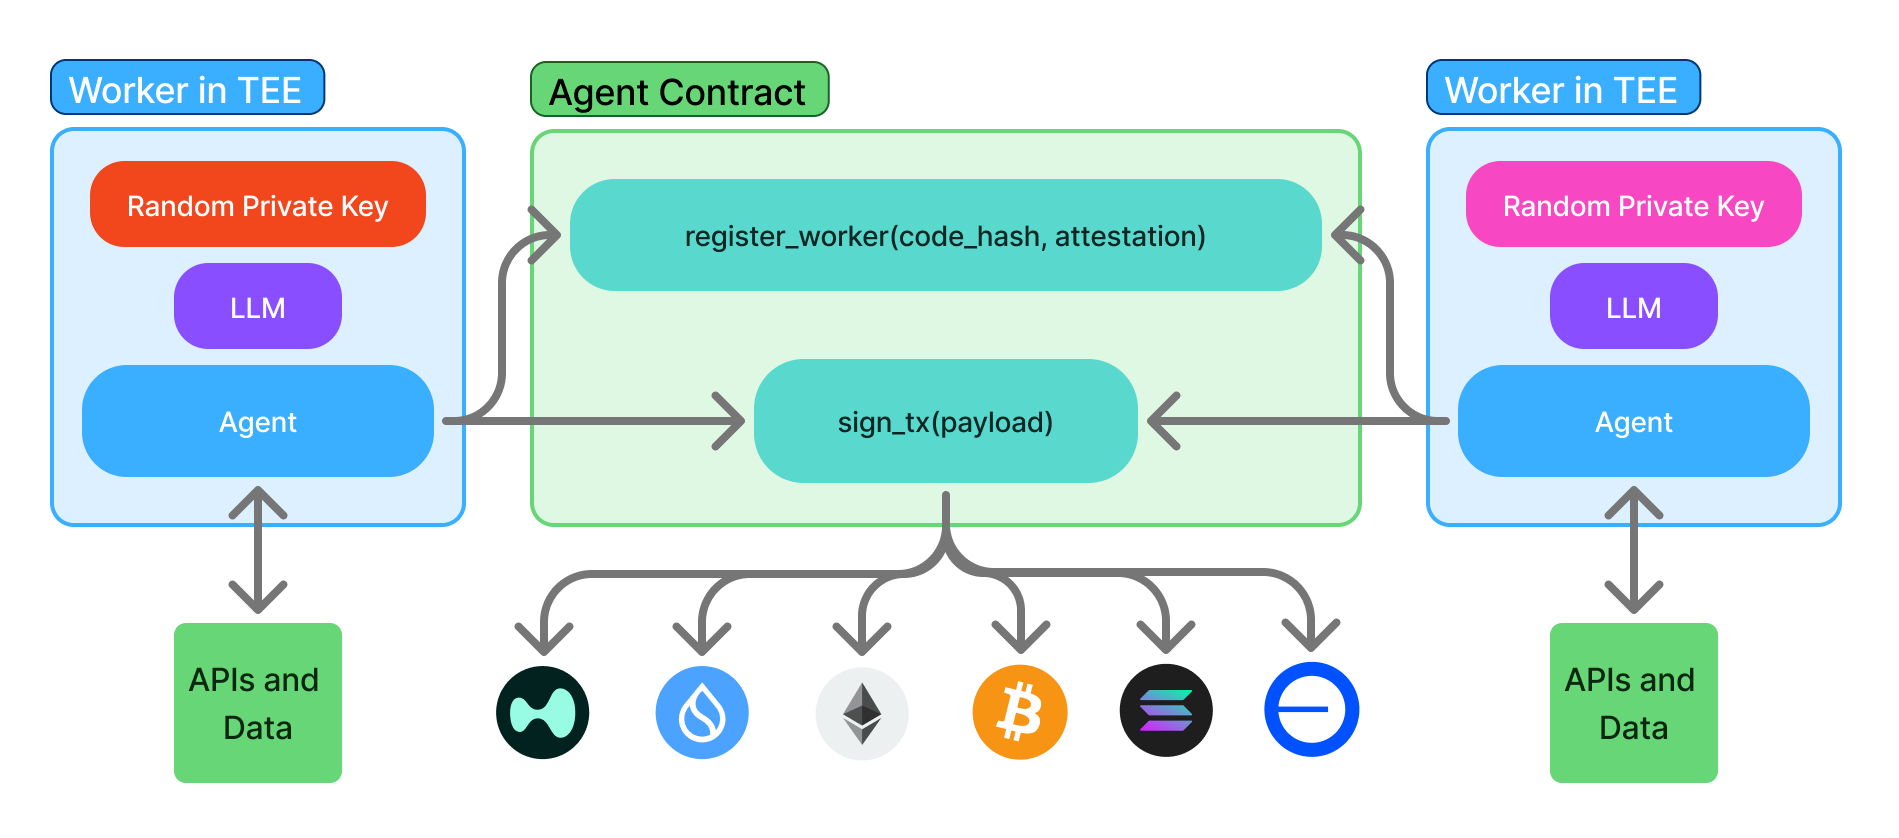 Worker in TEE
Random Private Key
LLM
Agent
APIs and
Data
Agent Contract
register_worker(code_hash, attestation)
sign_tx(payload)
Worker in TEE
Random Private Key
LLM
Agent
APIs and
Data